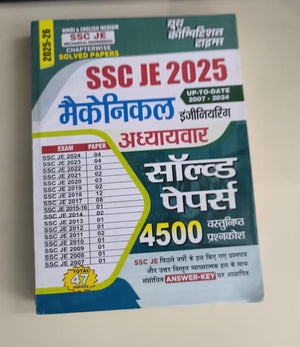 2025-26
HINDI & ENGLISH MEDIUM
SSC JE
MECHANICAL ENGINEERING
CHAPTERWISE
SOLVED PAPERS
यूथ
कॉम्पिटिशन
टाइम्स
SSC JE 2025
मैकेनिकल
UP-TO-DATE
2007 - 2024
इंजीनियरिंग
अध्यायवार
EXAM PAPER
SSC JE 2024 04
SSC JE 2023 04
SSC JE 2022 03
SSC JE 2021 02
SSC JE 2020 03
SSC JE 2019 02
SSC JE 2018 12
SSC JE 2017 08
SSC JE 2015-16 01
SSC JE 2014 02
SSC JE 2013 01
SSC JE 2012 01
SSC JE 2011 02
SSC JE 2009 01
SSC JE 2008 01
SSC JE 2007 01
TOTAL
47
PAPERS
सॉल्व्ड
पेपर्स
4500 वस्तुनिष्ठ
प्रश्नकोश
SSC JE पिछले वर्षों के हल किए गए प्रश्नपत्र
और उत्तर विस्तृत व्याख्यात्मक हल के साथ
संशोधित ANSWER-KEY पर आधारित